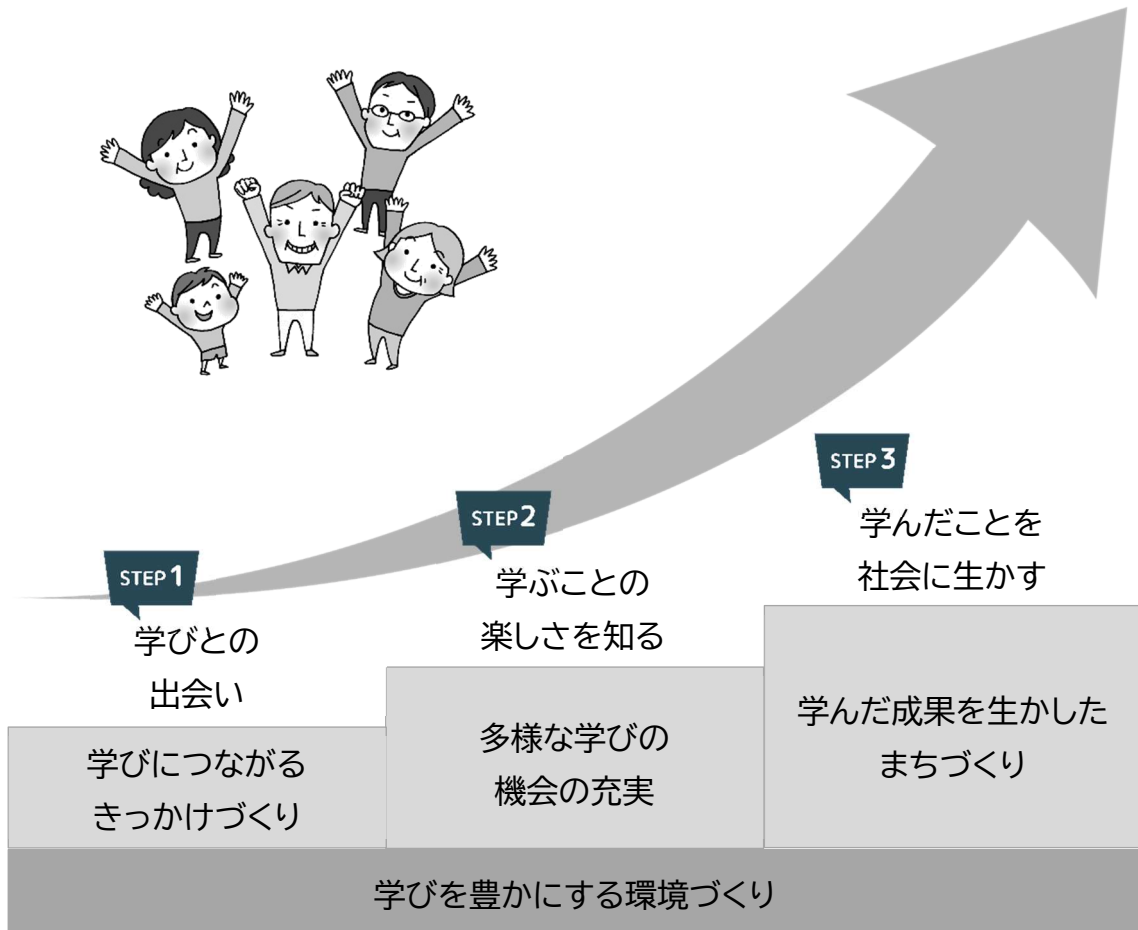 STEP 1
学びとの
出会い
学びにつながる
きっかけづくり
STEP 2
学ぶことの
楽しさを知る
多様な学びの
機会の充実
STEP 3
学んだことを
社会に生かす
学んだ成果を生かした
まちづくり
学びを豊かにする環境づくり